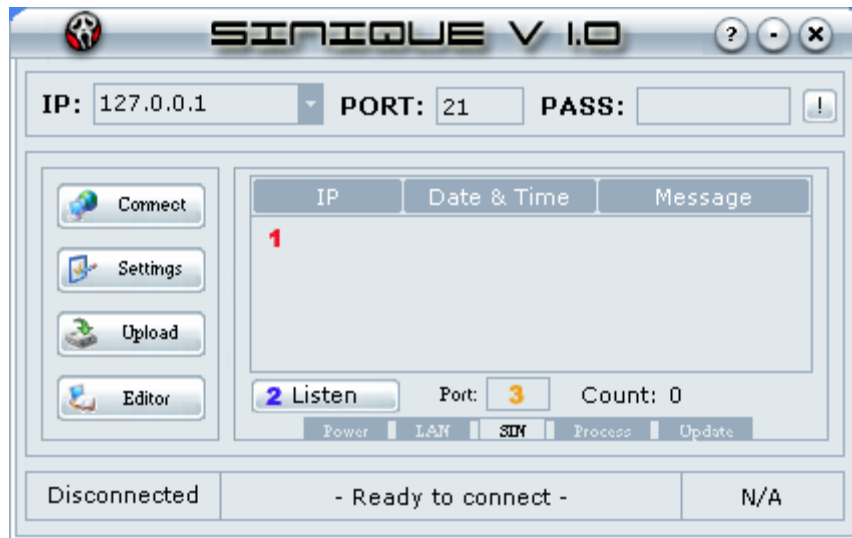 SINIQUE V 1.0 ? - x
IP: 127.0.0.1 PORT: 21 PASS: !
Connect
Settings
Upload
Editor
IP Date & Time Message
1
2 Listen Port: 3 Count: 0
Power LAN SIN Process Update
Disconnected - Ready to connect - N/A